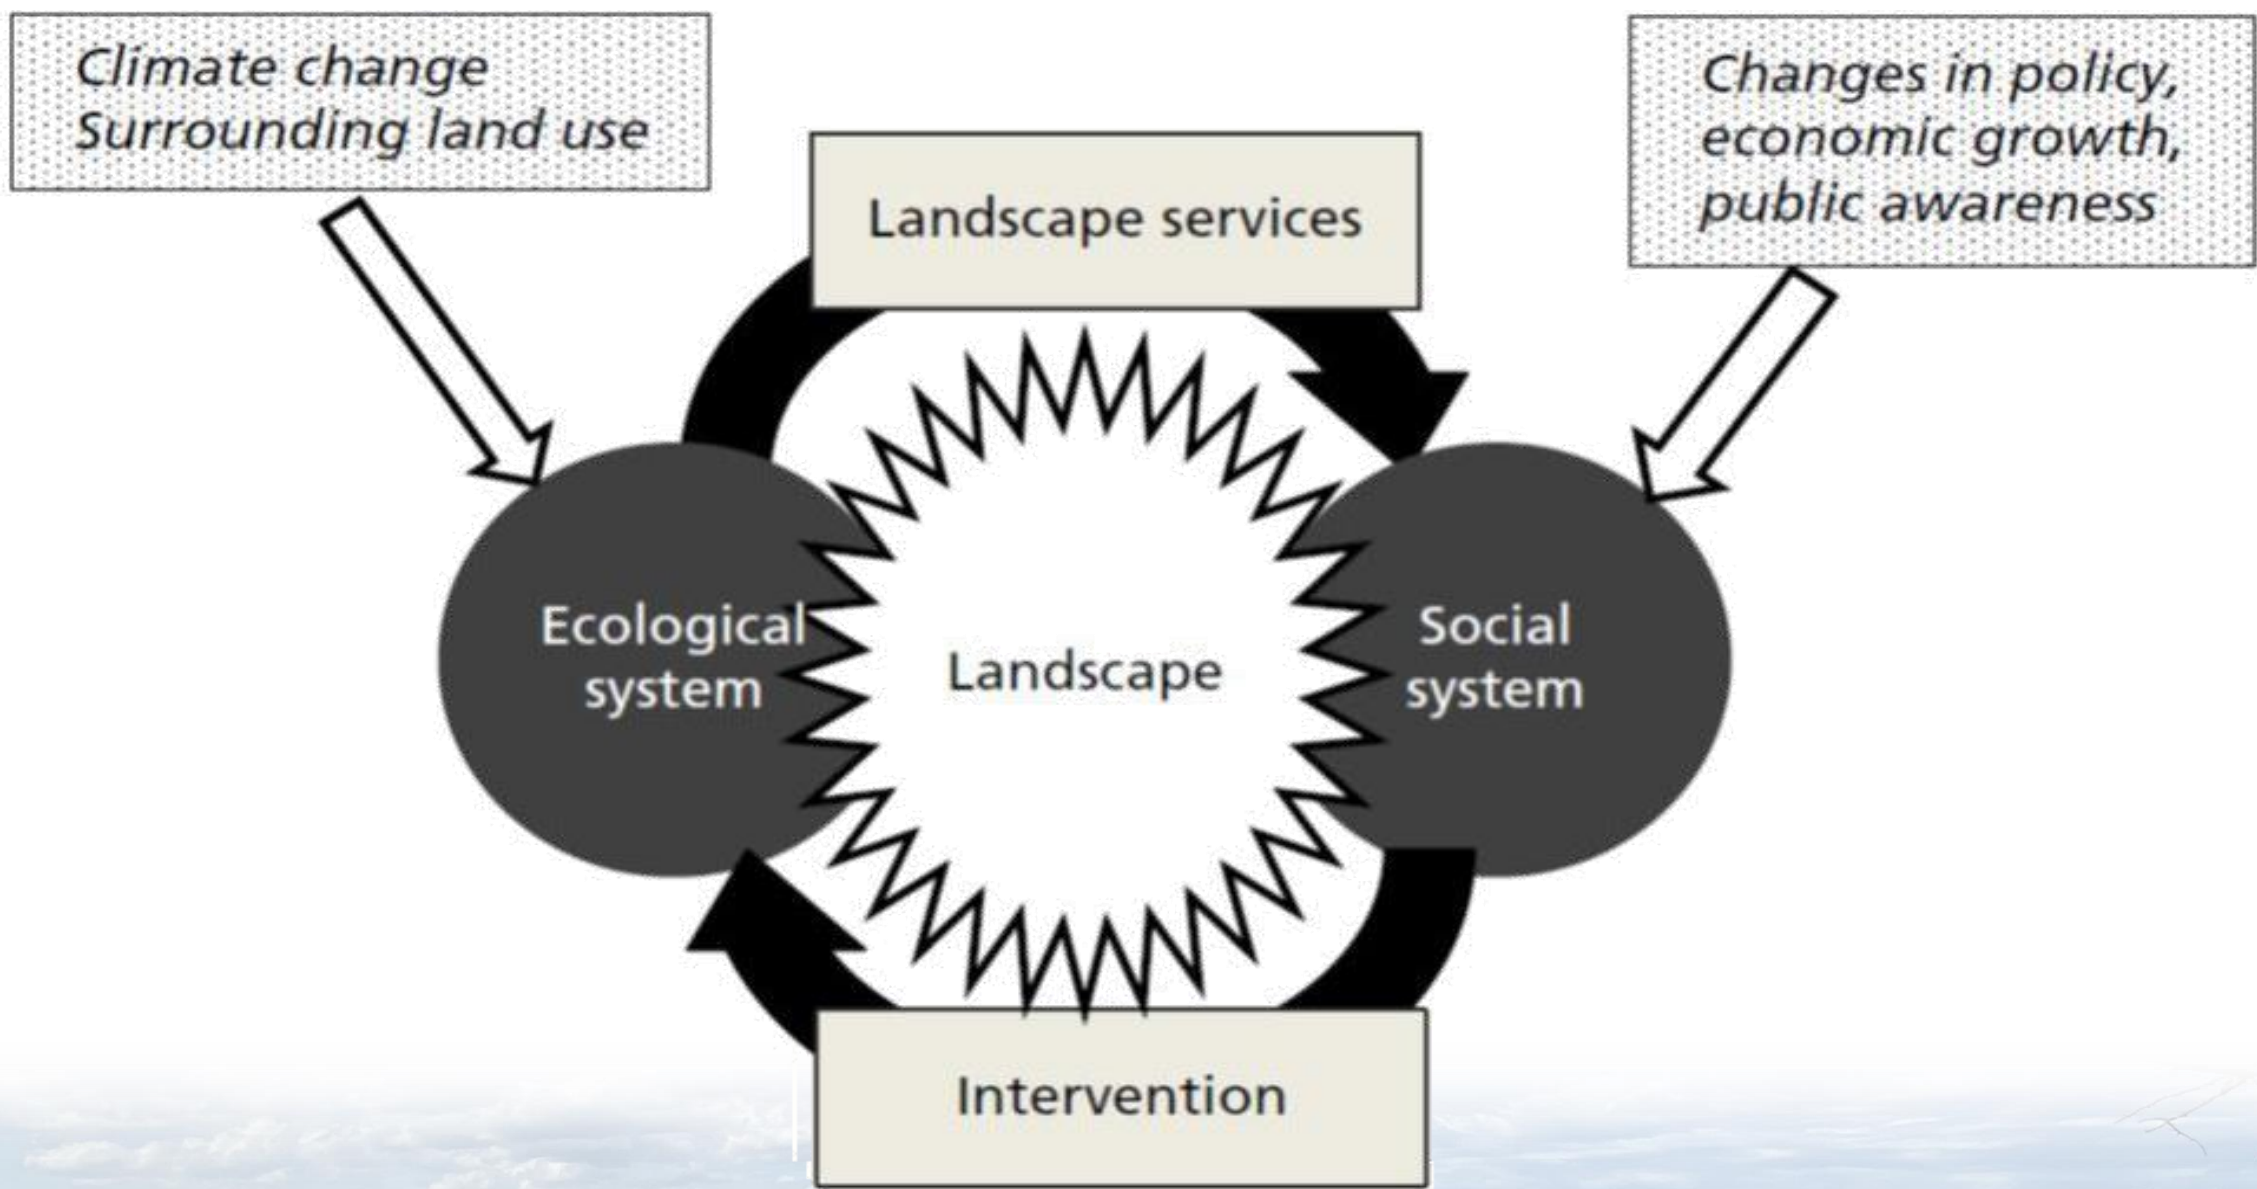 Climate change
Surrounding land use
Changes in policy,
economic growth,
public awareness
Landscape services
Ecological
system
Landscape
Social
system
Intervention